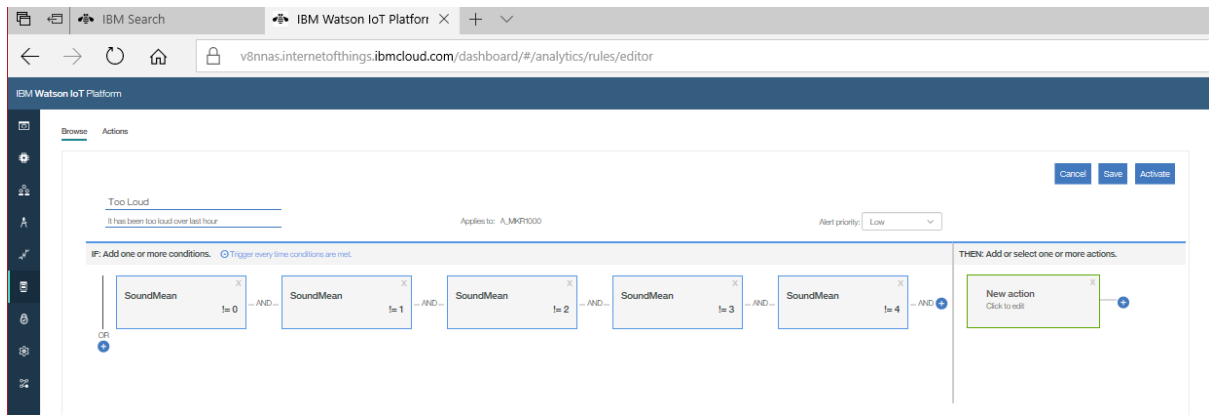 IBM Search
IBM Watson IoT Platforr
v8nnas.internetofthings.ibmcloud.com/dashboard/#/analytics/rules/editor
IBM Watson IoT Platform
Browse Actions
Cancel Save Activate
Too Loud
It has been too loud over last hour
Applies to: A_MKR1000
Alert priority: Low
IF: Add one or more conditions. Trigger every time conditions are met.
THEN: Add or select one or more actions.
SoundMean != 0 ... AND... SoundMean != 1 ... AND... SoundMean != 2 ... AND... SoundMean != 3 ... AND... SoundMean != 4 ... AND
New action
Click to edit
OR